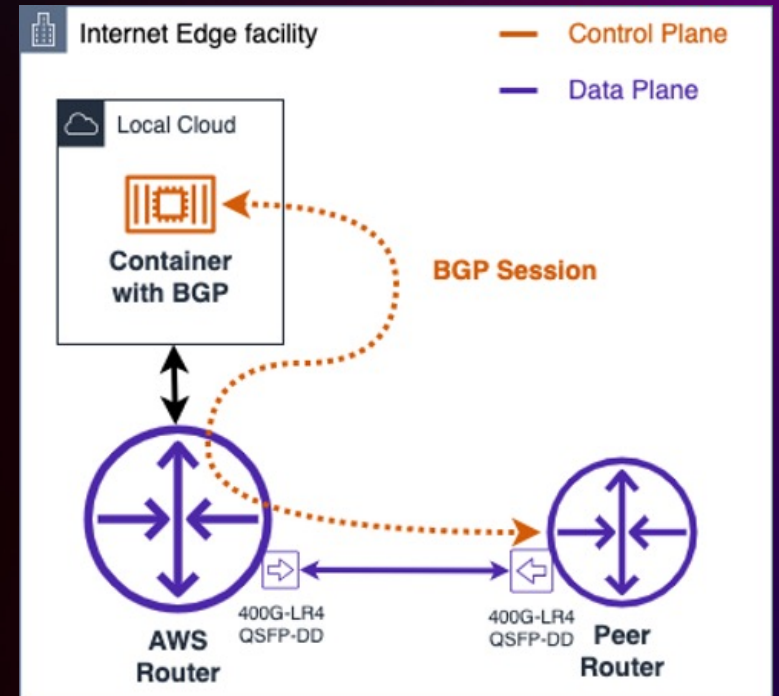 Internet Edge facility
Control Plane
Data Plane
Local Cloud
Container
with BGP
BGP Session
400G-LR4
QSFP-DD
400G-LR4
QSFP-DD
AWS
Router
Peer
Router